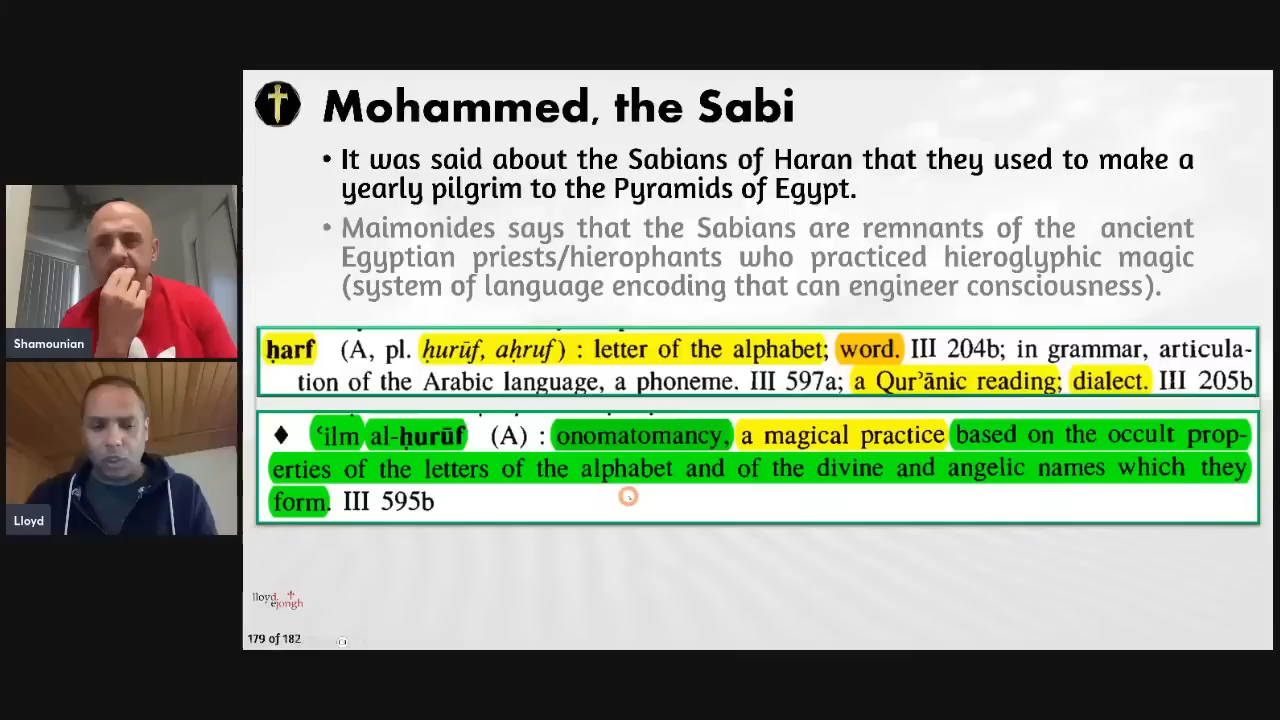 Mohammed, the Sabi
• It was said about the Sabians of Haran that they used to make a
yearly pilgrim to the Pyramids of Egypt.
• Maimonides says that the Sabians are remnants of the ancient
Egyptian priests/hierophants who practiced hieroglyphic magic
(system of language encoding that can engineer consciousness).
ḥarf (A, pl. ḥurūf, aḥruf) : letter of the alphabet; word. III 204b; in grammar, articula-
tion of the Arabic language, a phoneme. III 597a; a Qurʾānic reading; dialect. III 205b
♦ ʿilm al-ḥurūf (A) : onomatomancy, a magical practice based on the occult prop-
erties of the letters of the alphabet and of the divine and angelic names which they
form. III 595b
Shamounian
Lloyd
lloyd
ejongh
179 of 182